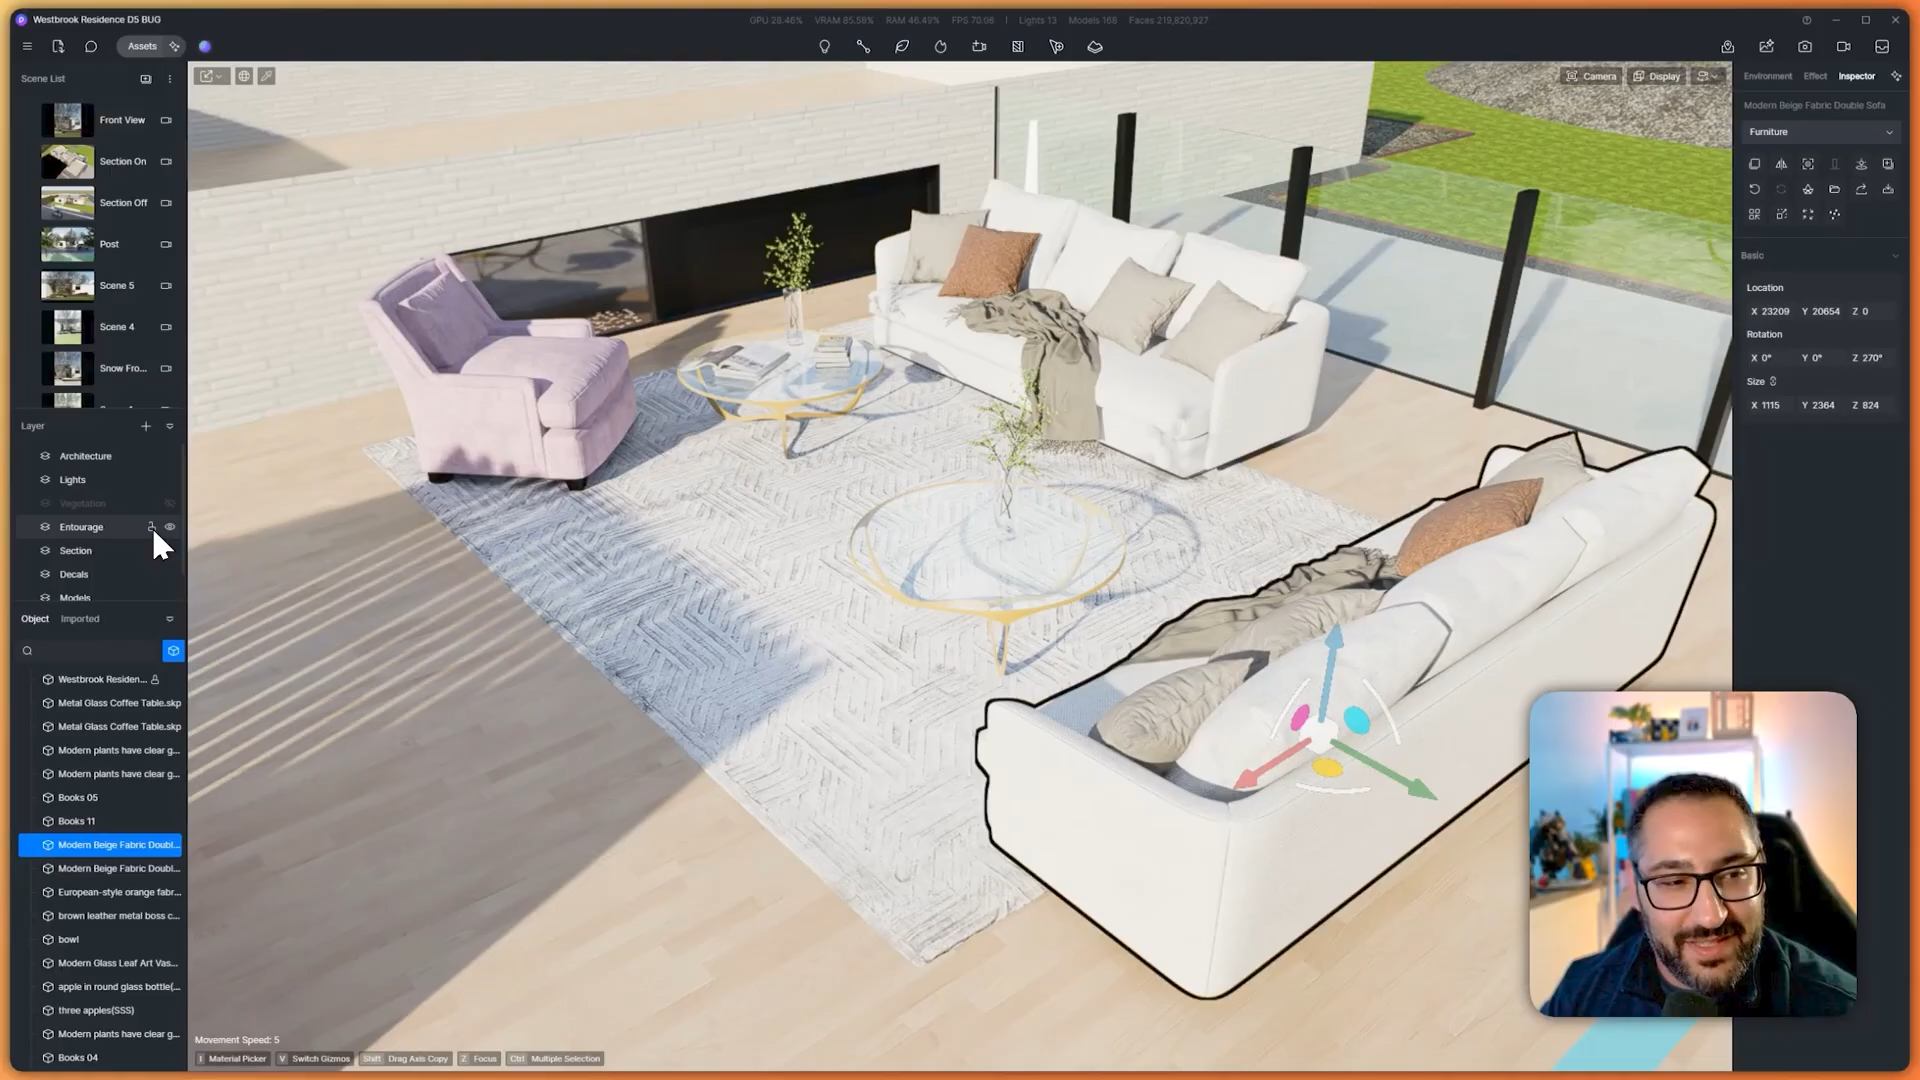 Westbrook Residence D5 BUG
GPU 28.46% VRAM 85.58% RAM 46.49% FPS 70.06 | Lights 13 Models 168 Faces 219,820,927
Assets
Scene List
Front View
Section On
Section Off
Post
Scene 5
Scene 4
Snow Fro...
Layer
Architecture
Lights
Vegetation
Entourage
Section
Decals
Models
Object Imported
Westbrook Residen...
Metal Glass Coffee Table.skp
Metal Glass Coffee Table.skp
Modern plants have clear g...
Modern plants have clear g...
Books 05
Books 11
Modern Beige Fabric Doubl...
Modern Beige Fabric Doubl...
European-style orange fabr...
brown leather metal boss c...
bowl
Modern Glass Leaf Art Vas...
apple in round glass bottle(...
three apples(SSS)
Modern plants have clear g...
Books 04
Camera Display
Movement Speed: 5
I Material Picker V Switch Gizmos Shift Drag Axis Copy Z Focus Ctrl Multiple Selection
Environment Effect Inspector
Modern Beige Fabric Double Sofa
Furniture
Basic
Location
X 23209 Y 20654 Z 0
Rotation
X 0° Y 0° Z 270°
Size
X 1115 Y 2364 Z 824